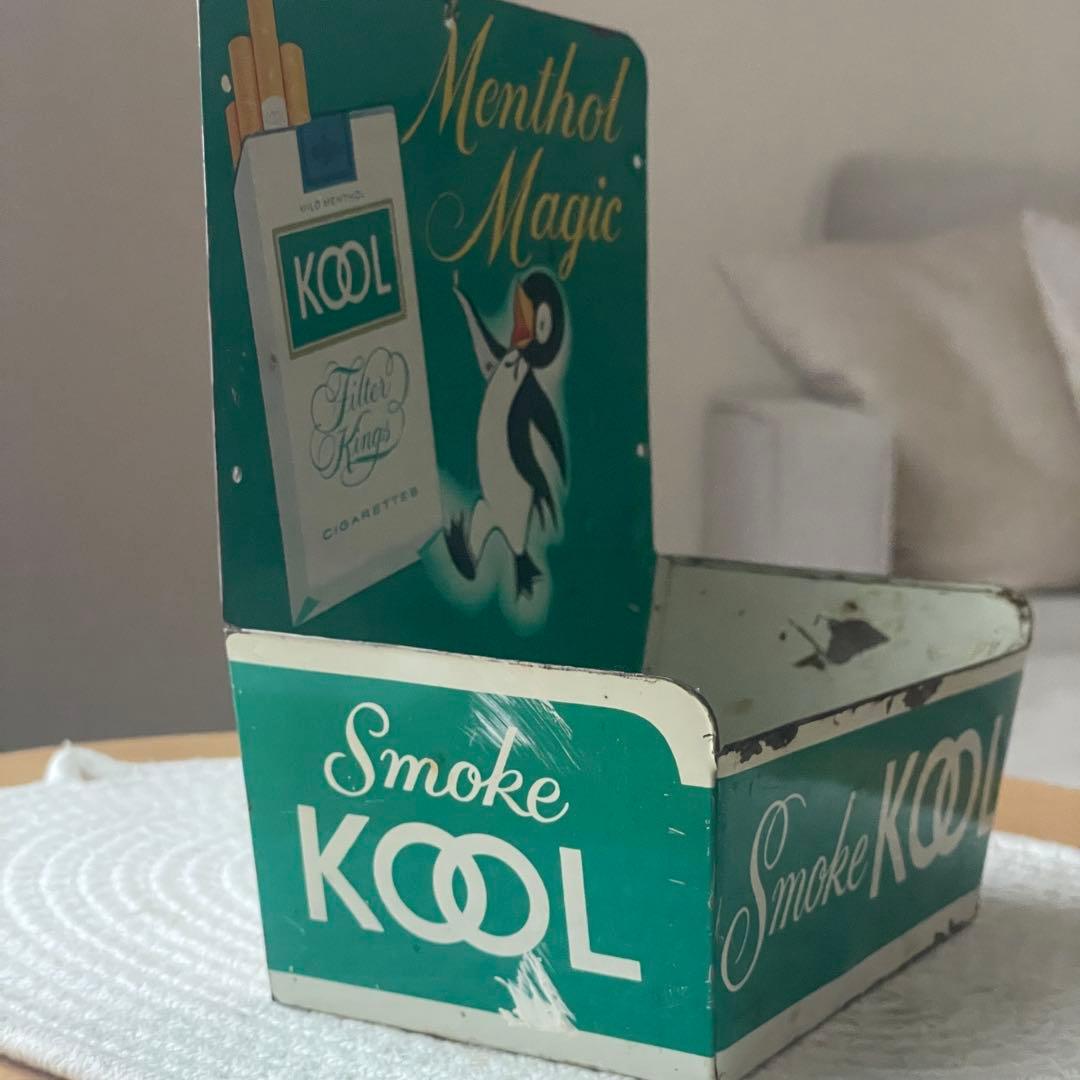 Menthol
Magic
MILD MENTHOL
KOOL
Filter
Kings
CIGARETTES
Smoke
KOOL
Smoke KOOL